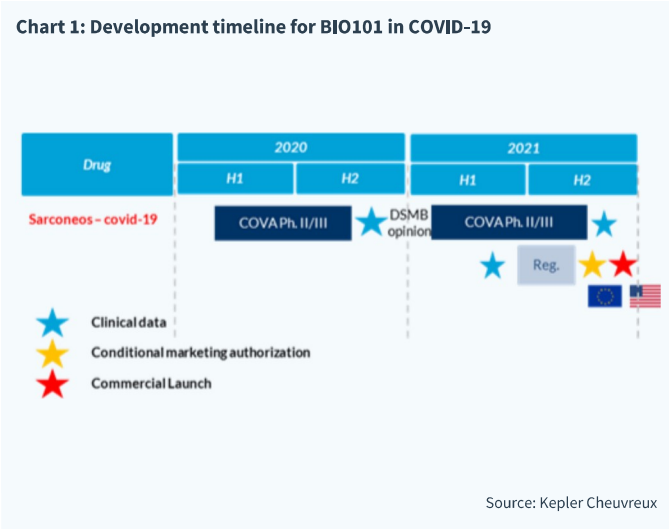 Chart 1: Development timeline for BIO101 in COVID-19
Drug
2020
2021
H1
H2
H1
H2
Sarconeos – covid-19
COVA Ph. II/III
DSMB
opinion
COVA Ph. II/III
Reg.
Clinical data
Conditional marketing authorization
Commercial Launch
Source: Kepler Cheuvreux